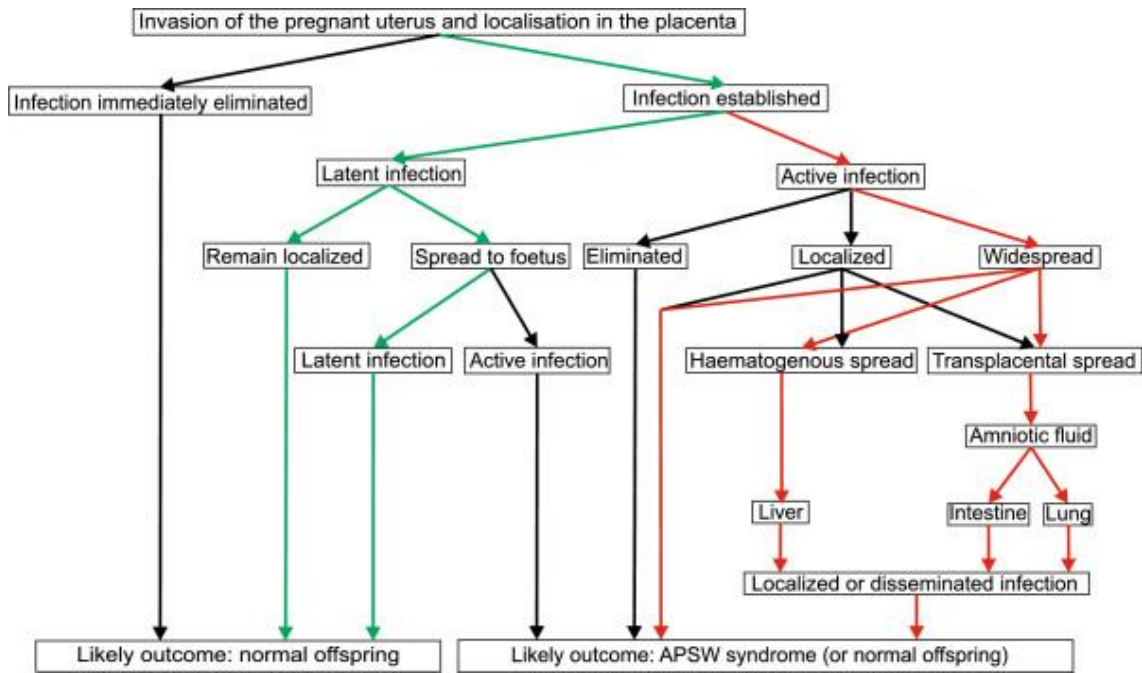 Invasion of the pregnant uterus and localisation in the placenta
Infection immediately eliminated
Infection established
Latent infection
Active infection
Remain localized
Spread to foetus
Eliminated
Localized
Widespread
Latent infection
Active infection
Haematogenous spread
Transplacental spread
Amniotic fluid
Liver
Intestine
Lung
Localized or disseminated infection
Likely outcome: normal offspring
Likely outcome: APSW syndrome (or normal offspring)